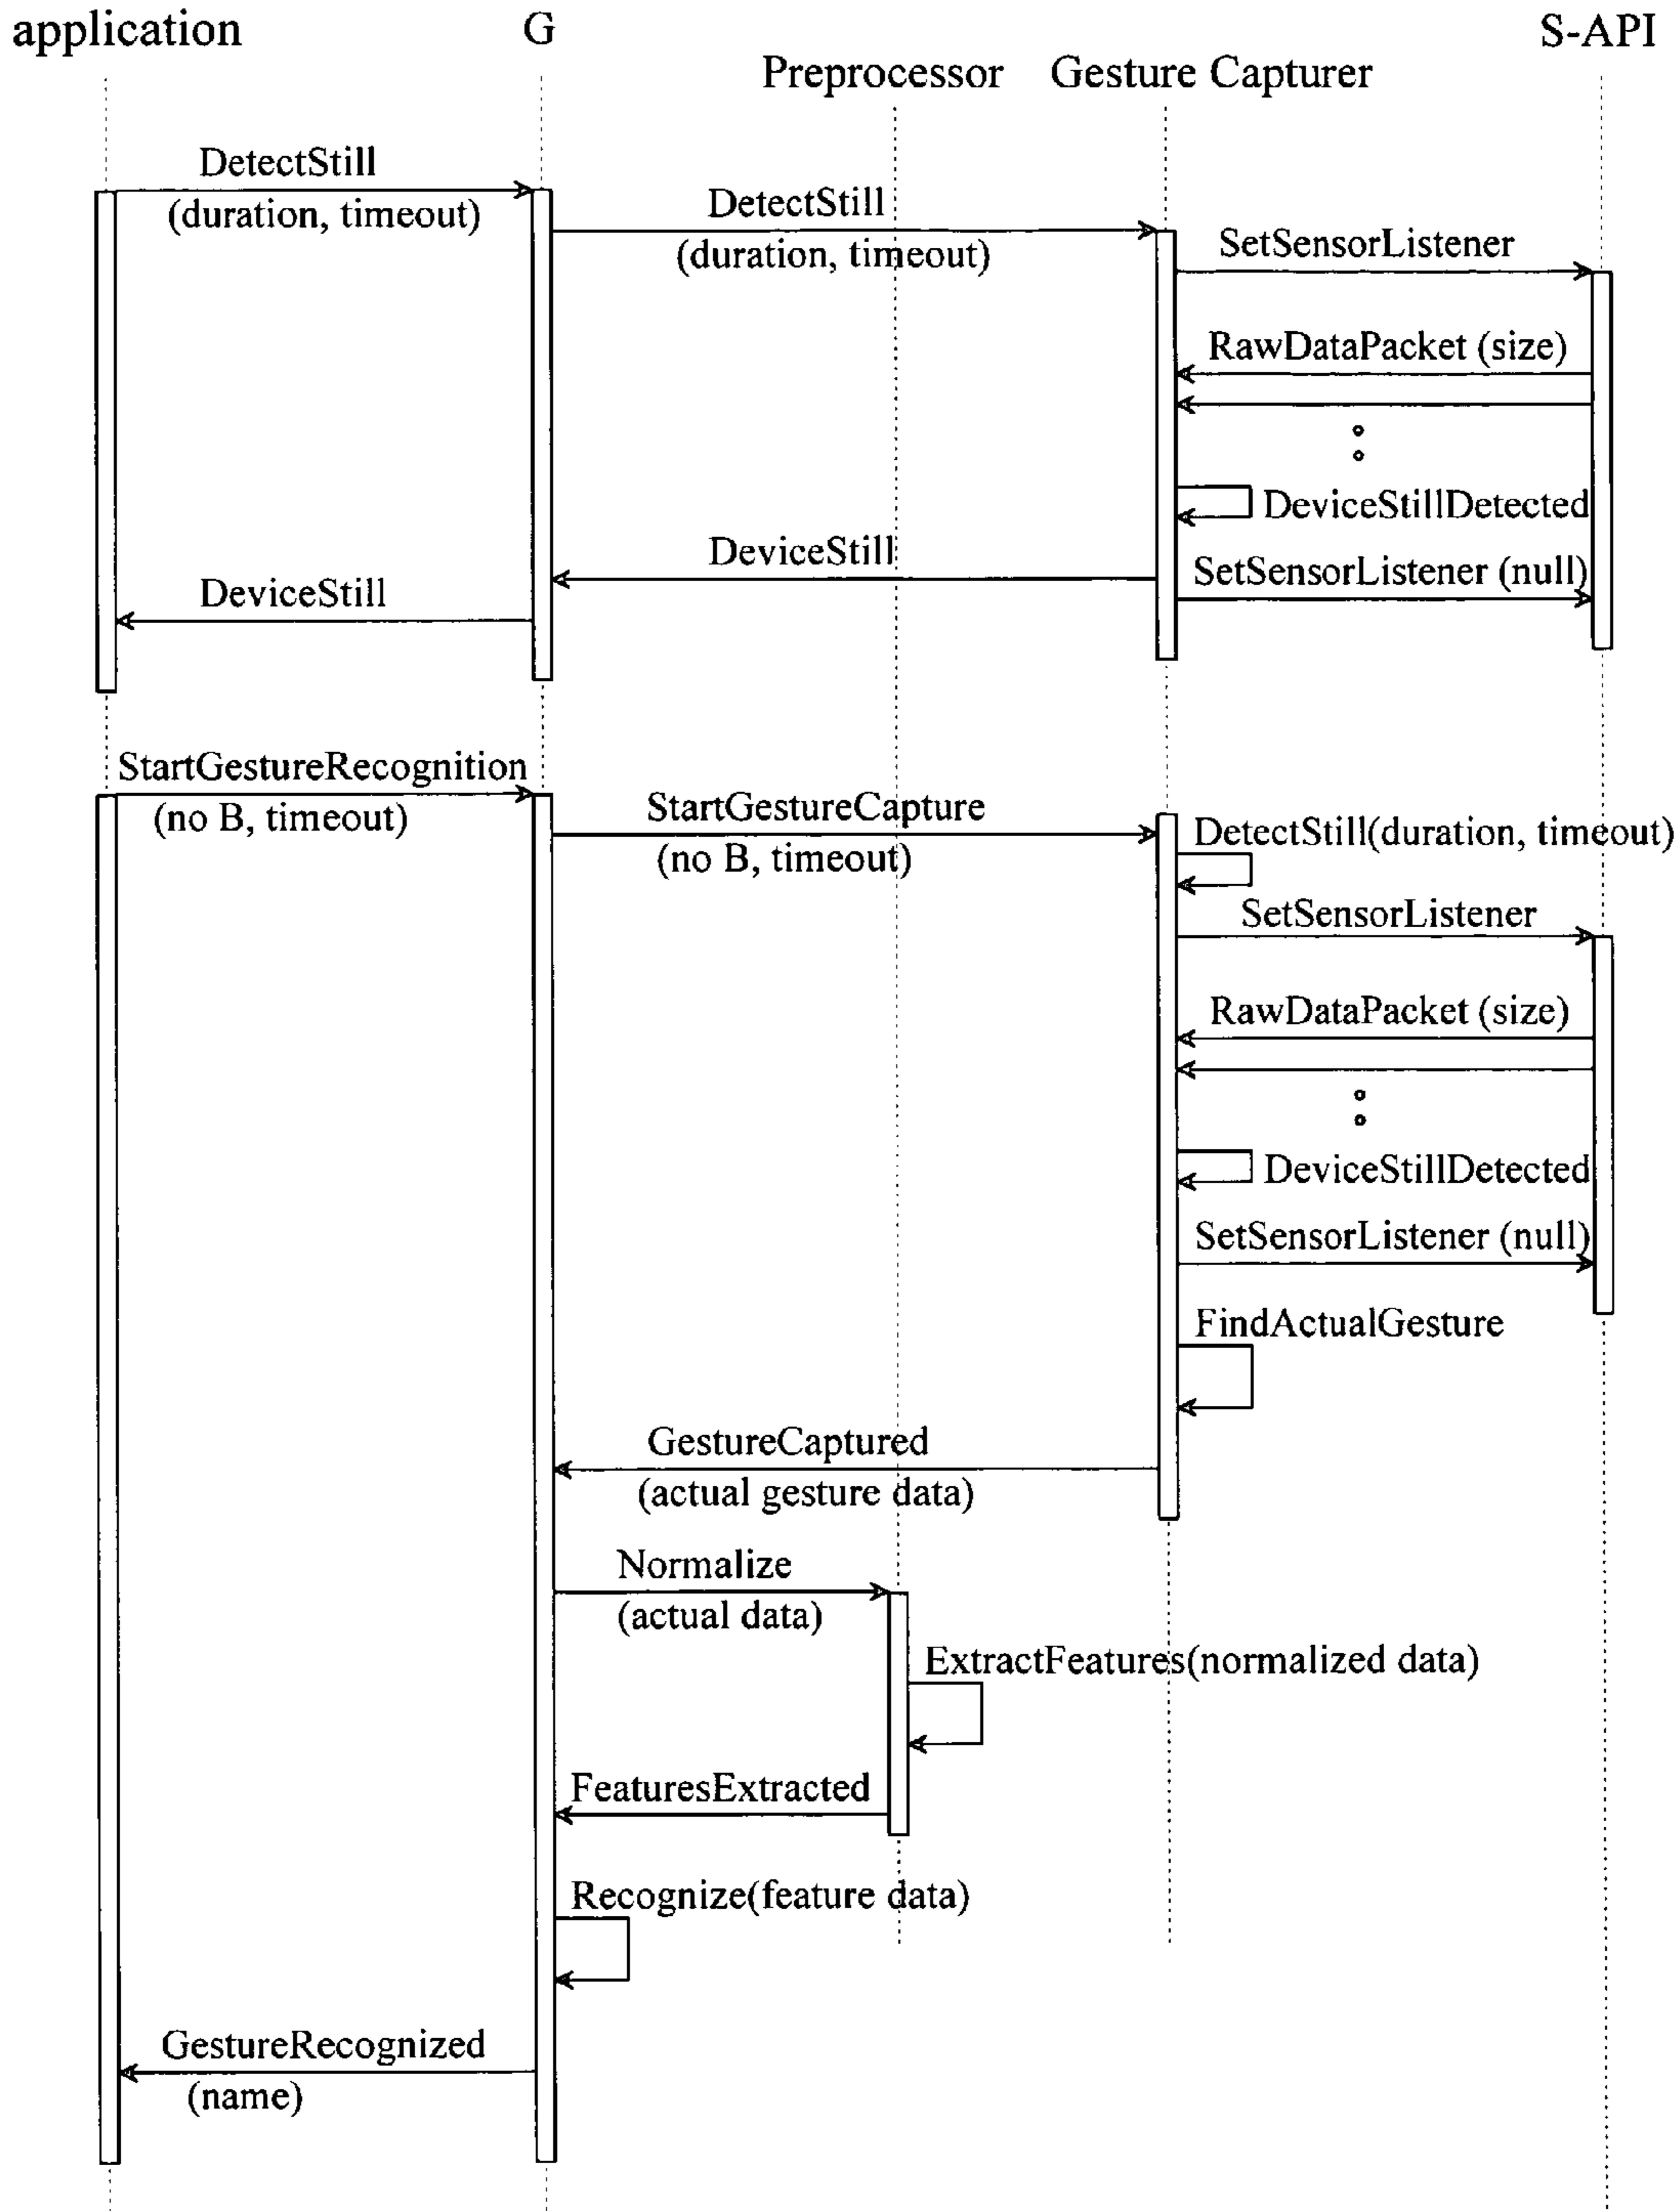 application
G
S-API
Preprocessor
Gesture Capturer
DetectStill
(duration, timeout)
DetectStill
(duration, timeout)
SetSensorListener
RawDataPacket (size)
DeviceStillDetected
DeviceStill
SetSensorListener (null)
DeviceStill
StartGestureRecognition
(no B, timeout)
StartGestureCapture
(no B, timeout)
DetectStill(duration, timeout)
SetSensorListener
RawDataPacket (size)
DeviceStillDetected
SetSensorListener (null)
FindActualGesture
GestureCaptured
(actual gesture data)
Normalize
(actual data)
ExtractFeatures(normalized data)
FeaturesExtracted
Recognize(feature data)
GestureRecognized
(name)